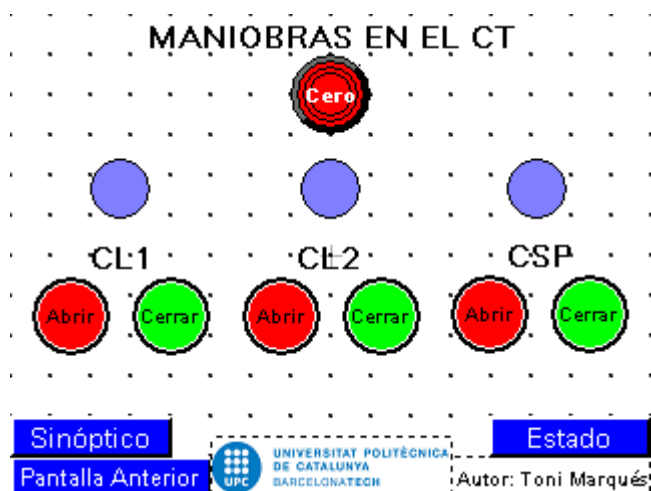 MANIOBRAS EN EL CT
Cero
CL1 CL2 CSP
Abrir Cerrar Abrir Cerrar Abrir Cerrar
Sinóptico
Estado
Pantalla Anterior
UPC
UNIVERSITAT POLITÈCNICA
DE CATALUNYA
BARCELONATECH
Autor: Toni Marqués